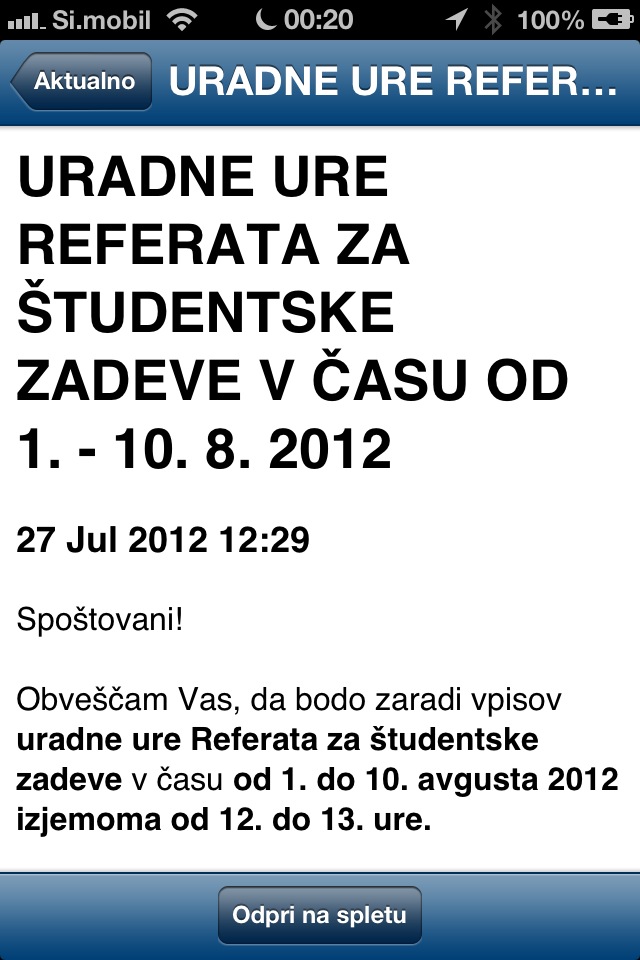 Si.mobil 00:20 100%
Aktualno URADNE URE REFER...
URADNE URE
REFERATA ZA
ŠTUDENTSKE
ZADEVE V ČASU OD
1. - 10. 8. 2012
27 Jul 2012 12:29
Spoštovani!
Obveščam Vas, da bodo zaradi vpisov
uradne ure Referata za študentske
zadeve v času od 1. do 10. avgusta 2012
izjemoma od 12. do 13. ure.
Odpri na spletu